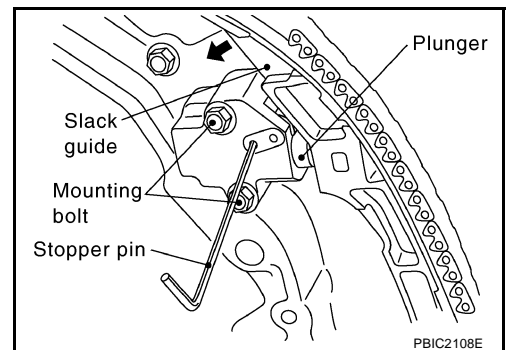 Plunger
Slack
guide
Mounting
bolt
Stopper pin
PBIC2108E